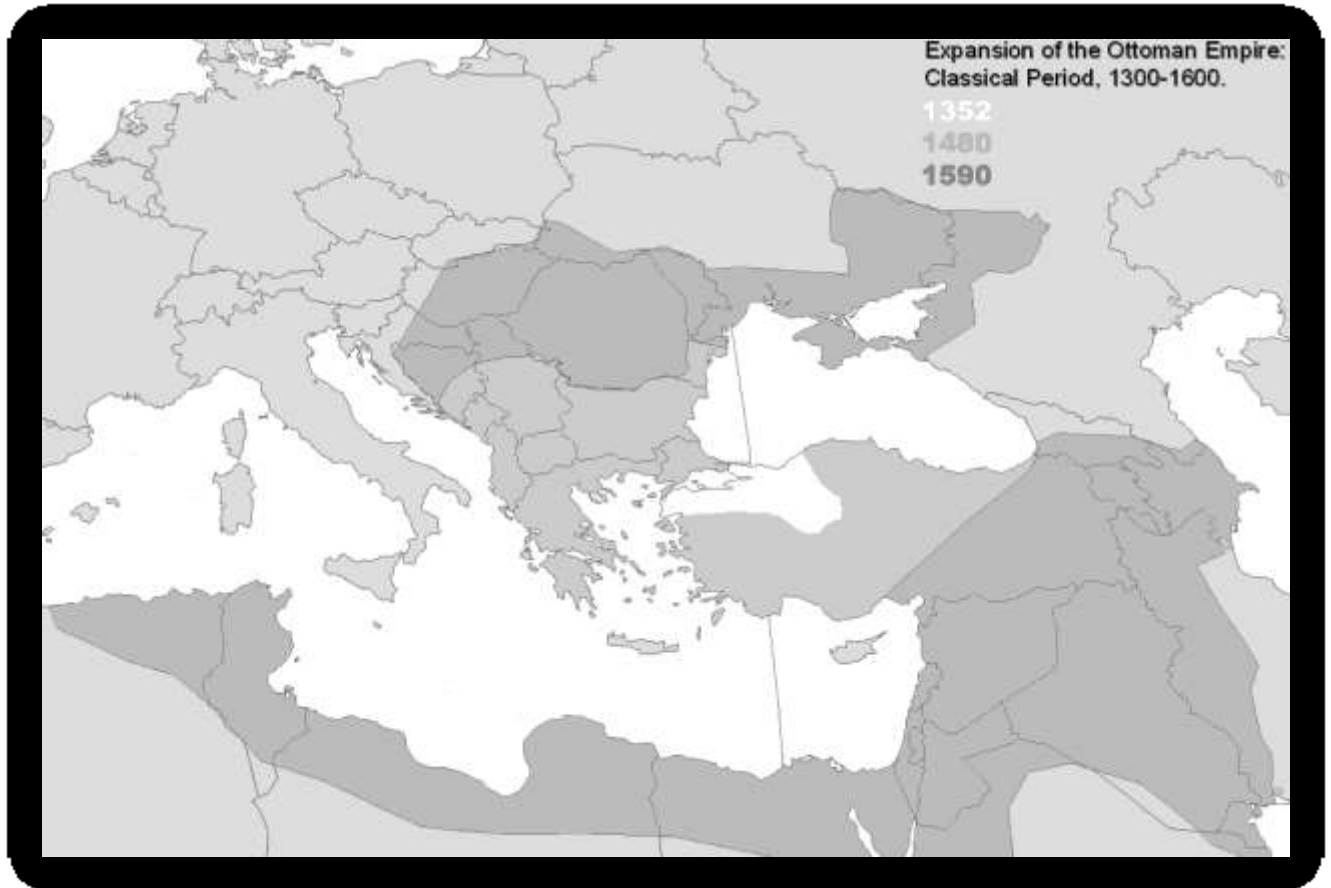 Expansion of the Ottoman Empire:
Classical Period, 1300-1600.
1352
1480
1590